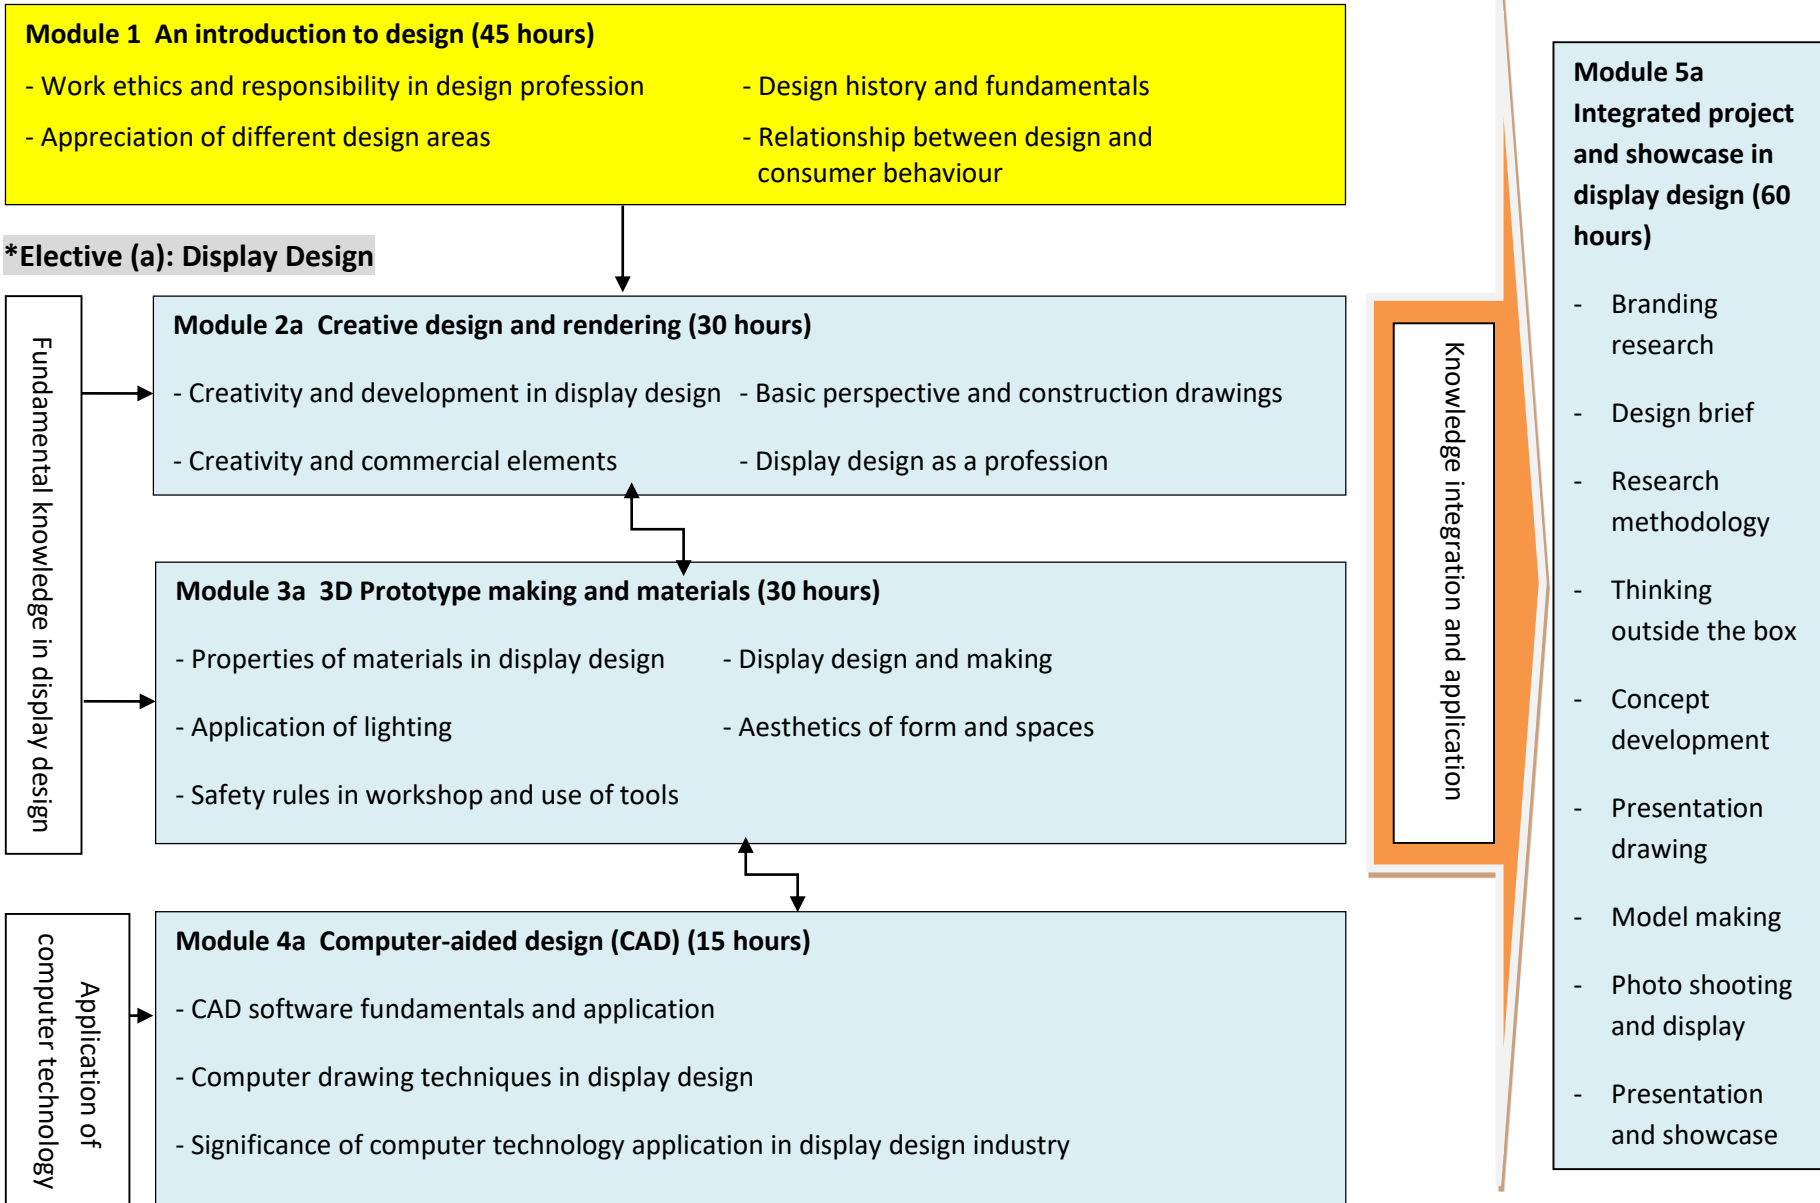 Module 1  An introduction to design (45 hours)
- Work ethics and responsibility in design profession
- Design history and fundamentals
- Appreciation of different design areas
- Relationship between design and
consumer behaviour
*Elective (a): Display Design
Fundamental knowledge in display design
Module 2a  Creative design and rendering (30 hours)
- Creativity and development in display design
- Basic perspective and construction drawings
- Creativity and commercial elements
- Display design as a profession
Module 3a  3D Prototype making and materials (30 hours)
- Properties of materials in display design
- Display design and making
- Application of lighting
- Aesthetics of form and spaces
- Safety rules in workshop and use of tools
Application of
computer technology
Module 4a  Computer-aided design (CAD) (15 hours)
- CAD software fundamentals and application
- Computer drawing techniques in display design
- Significance of computer technology application in display design industry
Knowledge integration and application
Module 5a
Integrated project
and showcase in
display design (60
hours)
- Branding
research
- Design brief
- Research
methodology
- Thinking
outside the box
- Concept
development
- Presentation
drawing
- Model making
- Photo shooting
and display
- Presentation
and showcase